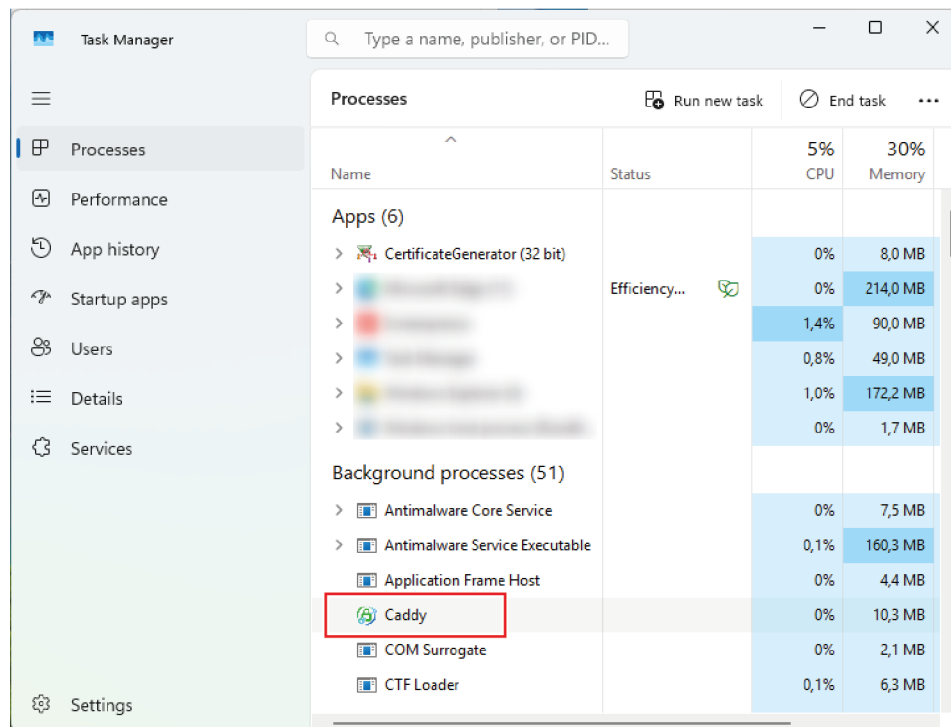 Task Manager
Type a name, publisher, or PID...
Processes
Performance
App history
Startup apps
Users
Details
Services
Settings
Processes
Run new task
End task
5% 30%
Name Status CPU Memory
Apps (6)
CertificateGenerator (32 bit) 0% 8,0 MB
Efficiency... 0% 214,0 MB
1,4% 90,0 MB
0,8% 49,0 MB
1,0% 172,2 MB
0% 1,7 MB
Background processes (51)
Antimalware Core Service 0% 7,5 MB
Antimalware Service Executable 0,1% 160,3 MB
Application Frame Host 0% 4,4 MB
Caddy 0% 10,3 MB
COM Surrogate 0% 2,1 MB
CTF Loader 0,1% 6,3 MB